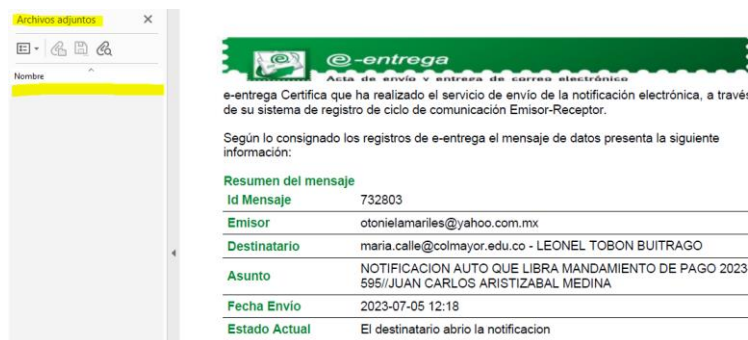 Archivos adjuntos
Nombre
@-entrega
Acta de envío y entrega de correo electrónico
e-entrega Certifica que ha realizado el servicio de envío de la notificación electrónica, a través
de su sistema de registro de ciclo de comunicación Emisor-Receptor.
Según lo consignado los registros de e-entrega el mensaje de datos presenta la siguiente
información:
Resumen del mensaje
Id Mensaje 732803
Emisor otonielamariles@yahoo.com.mx
Destinatario maria.calle@colmayor.edu.co - LEONEL TOBON BUITRAGO
Asunto NOTIFICACION AUTO QUE LIBRA MANDAMIENTO DE PAGO 2023-
595//JUAN CARLOS ARISTIZABAL MEDINA
Fecha Envio 2023-07-05 12:18
Estado Actual El destinatario abrio la notificacion